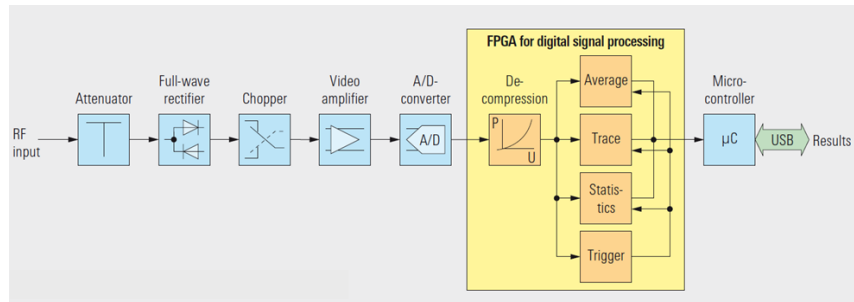 FPGA for digital signal processing
Full-wave
rectifier
Video
amplifier
A/D-
converter
De-
compression
Micro-
controller
Attenuator
Chopper
Average
RF
input
A/D
P
U
Trace
µC
USB
Results
Statis-
tics
Trigger